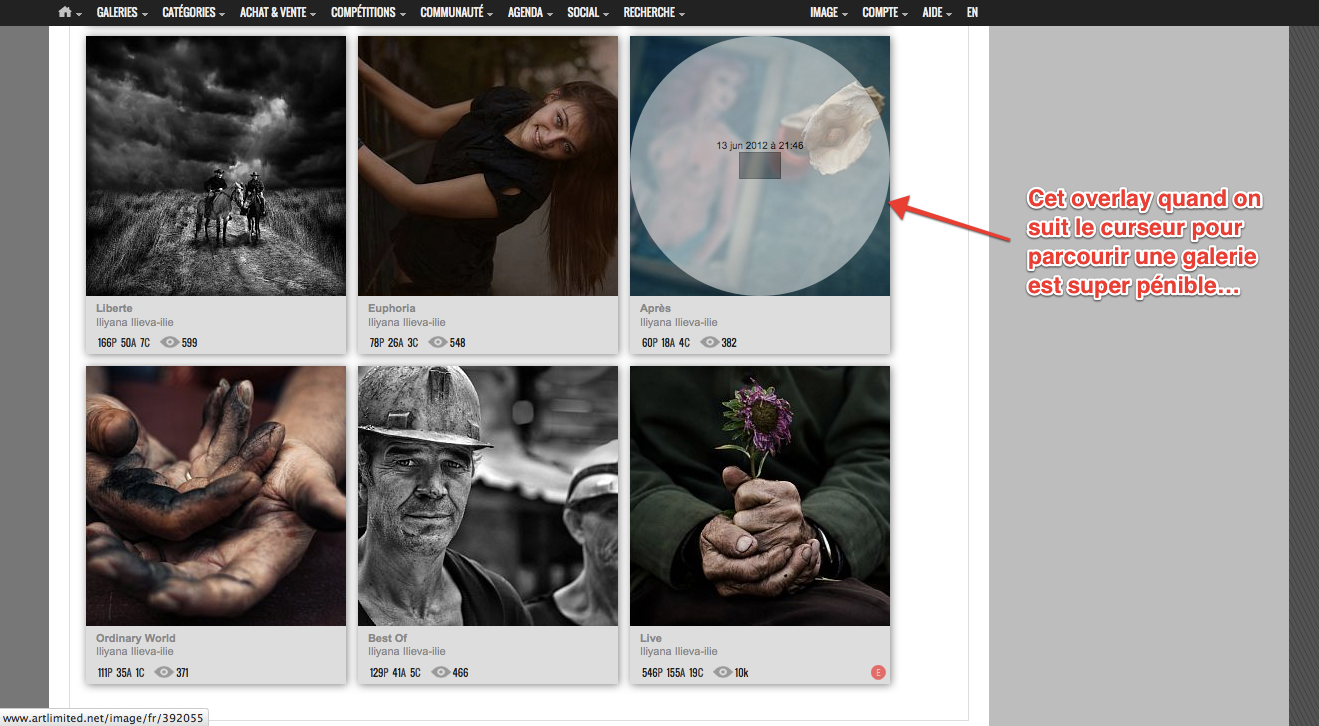 GALERIES CATÉGORIES ACHAT & VENTE COMPÉTITIONS COMMUNAUTÉ AGENDA SOCIAL RECHERCHE IMAGE COMPTE AIDE EN
13 jun 2012 à 21:46
Cet overlay quand on
suit le curseur pour
parcourir une galerie
est super pénible...
Liberte
Iliyana Ilieva-ilie
166P 50A 7C 599
Euphoria
Iliyana Ilieva-ilie
78P 26A 3C 548
Après
Iliyana Ilieva-ilie
60P 18A 4C 382
Ordinary World
Iliyana Ilieva-ilie
111P 35A 1C 371
Best Of
Iliyana Ilieva-ilie
129P 41A 5C 466
Live
Iliyana Ilieva-ilie
546P 155A 19C 10k
E
www.artlimited.net/image/fr/392055